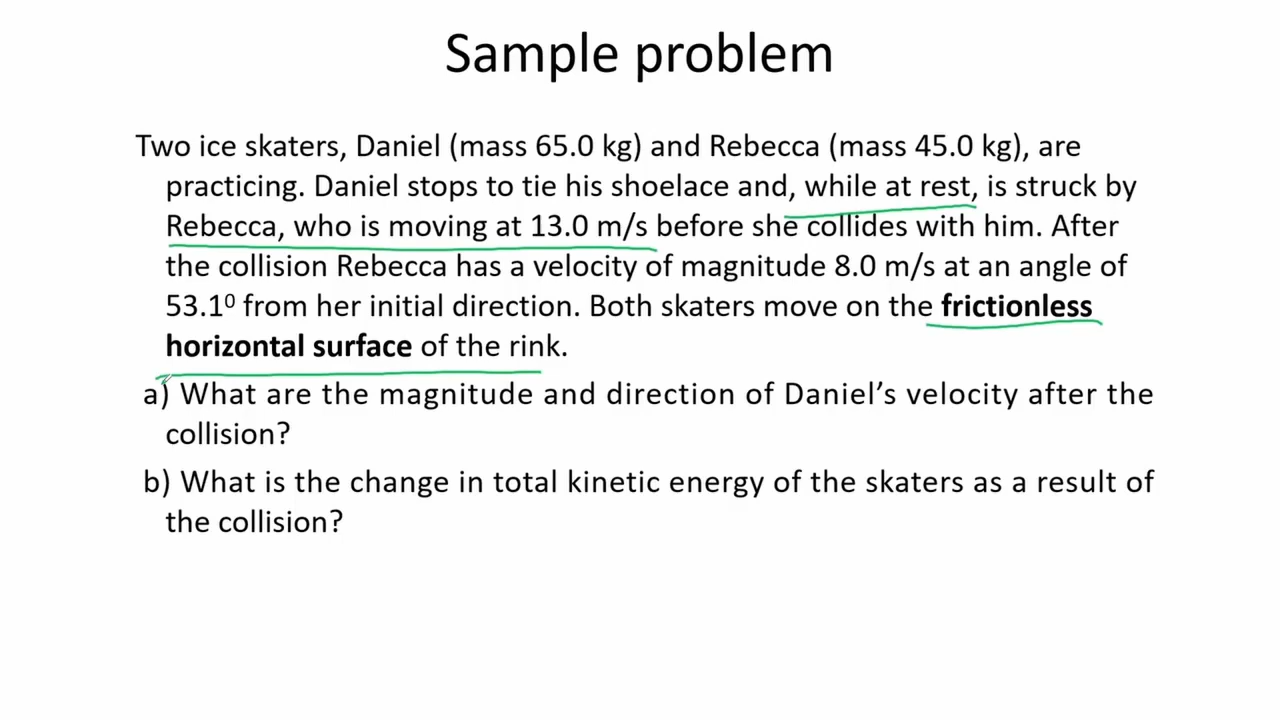 Sample problem
Two ice skaters, Daniel (mass 65.0 kg) and Rebecca (mass 45.0 kg), are
practicing. Daniel stops to tie his shoelace and, while at rest, is struck by
Rebecca, who is moving at 13.0 m/s before she collides with him. After
the collision Rebecca has a velocity of magnitude 8.0 m/s at an angle of
53.1⁰ from her initial direction. Both skaters move on the frictionless
horizontal surface of the rink.
a) What are the magnitude and direction of Daniel’s velocity after the
collision?
b) What is the change in total kinetic energy of the skaters as a result of
the collision?